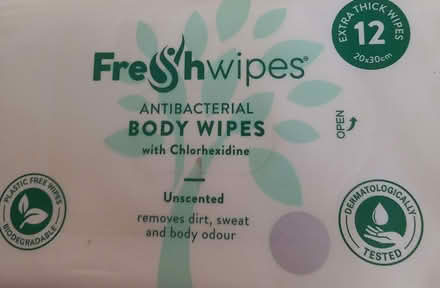 EXTRA THICK WIPES
12
20x30cm
Freshwipes®
ANTIBACTERIAL
BODY WIPES
with Chlorhexidine
OPEN
PLASTIC FREE WIPES
BIODEGRADABLE
Unscented
removes dirt, sweat
and body odour
DERMATOLOGICALLY
TESTED